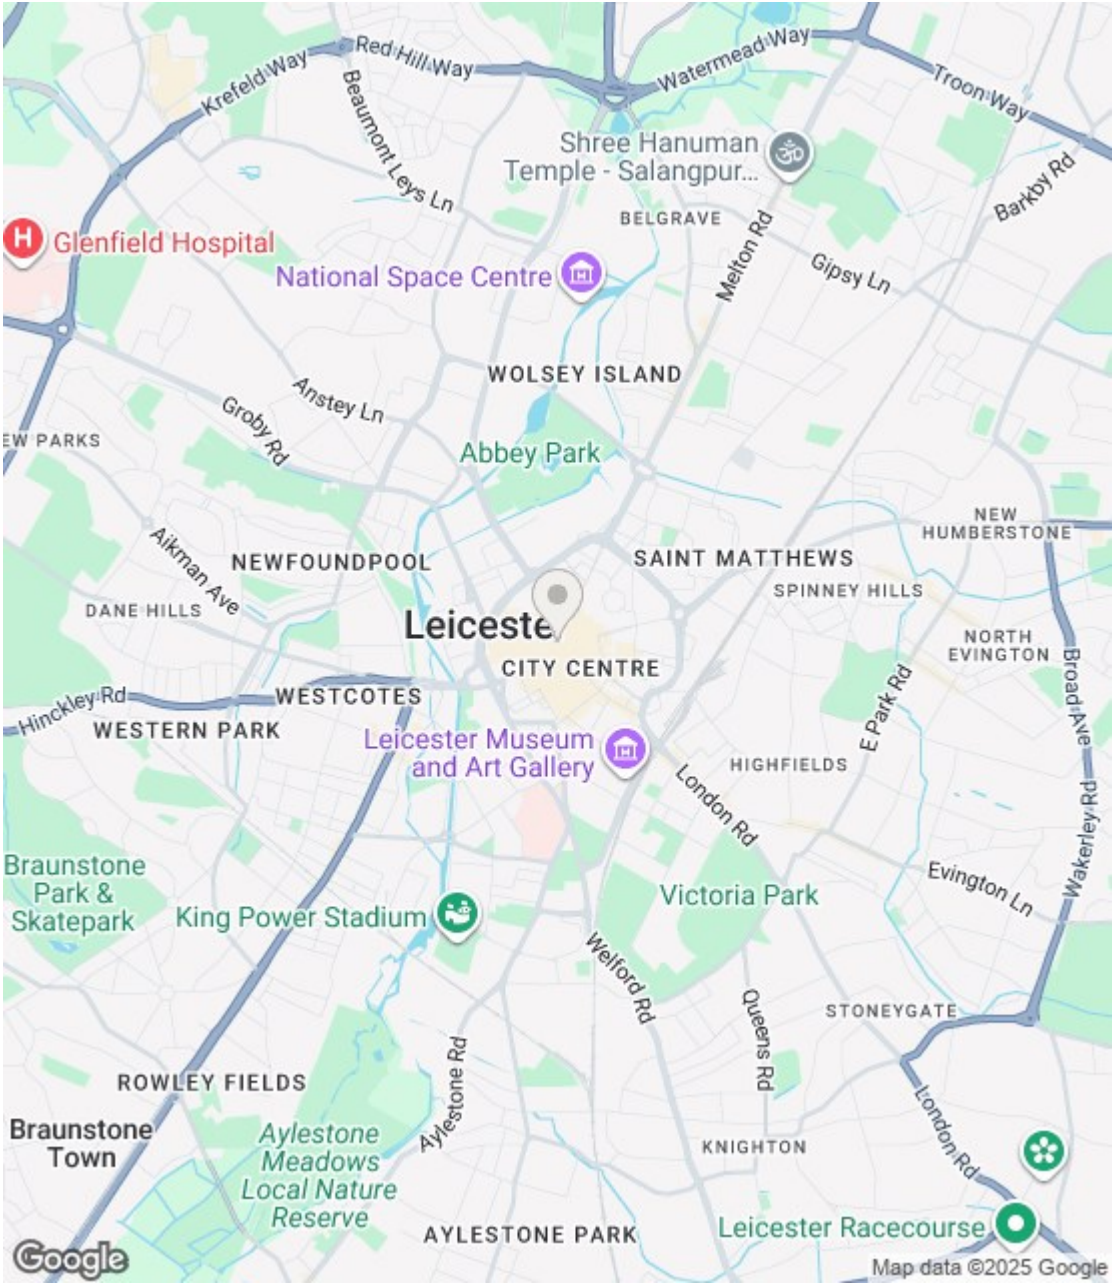 Red Hill Way
Watermead Way
Krefeld Way
Troon Way
Beaumont Leys Ln
Shree Hanuman
Temple - Salangpur...
Barkby Rd
BELGRAVE
H
Glenfield Hospital
National Space Centre
Melton Rd
Gipsy Ln
WOLSEY ISLAND
Anstey Ln
Groby Rd
EW PARKS
Abbey Park
NEW
HUMBERSTONE
Aikman Ave
NEWFOUNDPOOL
SAINT MATTHEWS
SPINNEY HILLS
DANE HILLS
Leiceste
NORTH
EVINGTON
CITY CENTRE
Broad Ave
Hinckley Rd
WESTCOTES
E Park Rd
WESTERN PARK
Leicester Museum
and Art Gallery
HIGHFIELDS
London Rd
Wakerley Rd
Braunstone
Park &
Skatepark
Evington Ln
Victoria Park
King Power Stadium
Welford Rd
Queens Rd
STONEYGATE
Aylestone Rd
ROWLEY FIELDS
London Rd
Braunstone
Town
Aylestone
Meadows
Local Nature
Reserve
KNIGHTON
AYLESTONE PARK
Leicester Racecourse
Google
Map data ©2025 Google